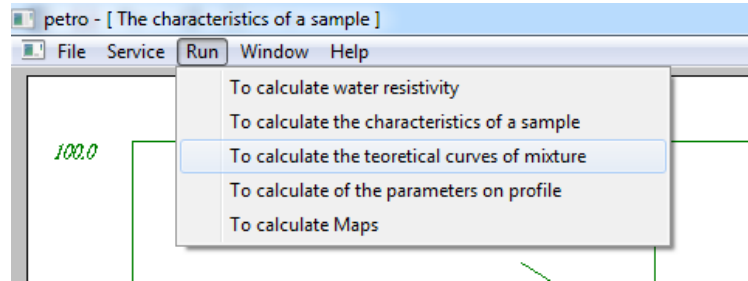 petro - [ The characteristics of a sample ]
File Service Run Window Help
To calculate water resistivity
To calculate the characteristics of a sample
100.0
To calculate the teoretical curves of mixture
To calculate of the parameters on profile
To calculate Maps